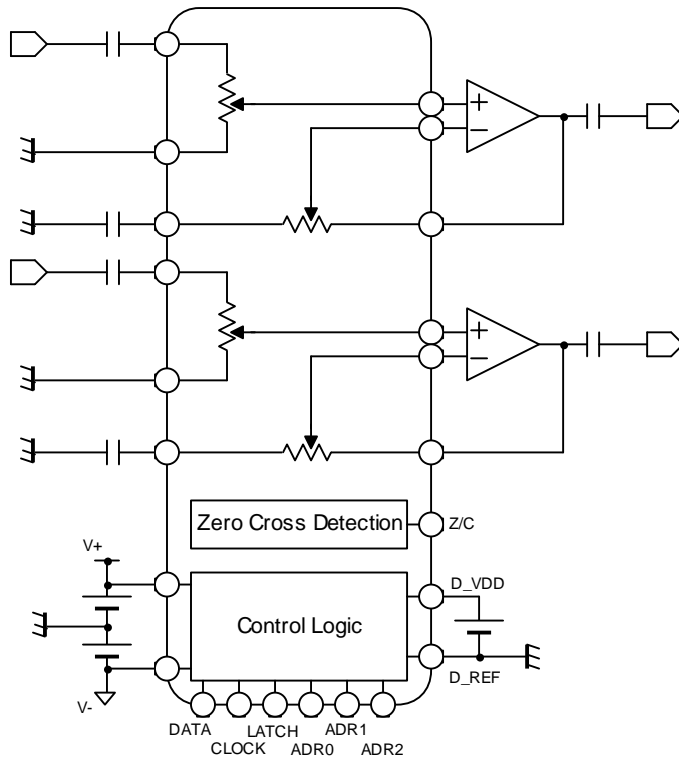 +
−
+
−
Zero Cross Detection
Z/C
V+
D_VDD
Control Logic
D_REF
V-
DATA
CLOCK
LATCH
ADR0
ADR1
ADR2